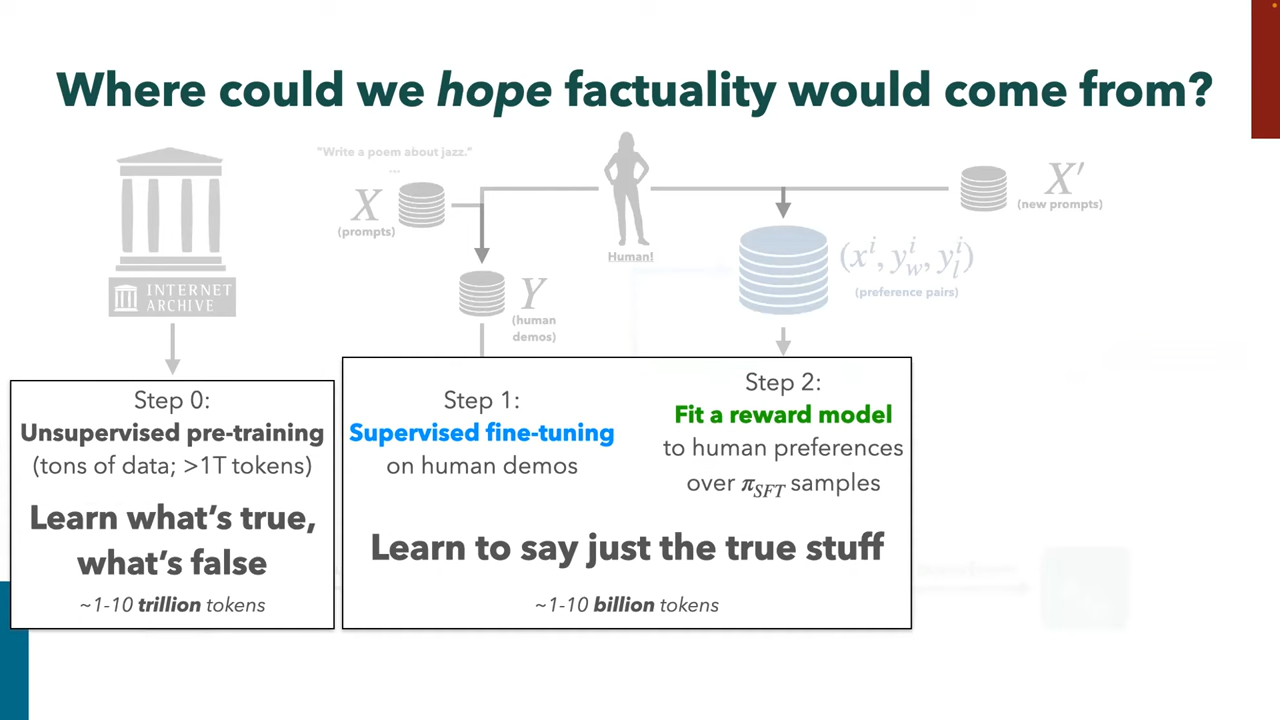 Where could we hope factuality would come from?
"Write a poem about jazz."
...
X
(prompts)
Human!
X′
(new prompts)
INTERNET
ARCHIVE
Y
(human
demos)
(xⁱ, y_wⁱ, y_lⁱ)
(preference pairs)
Step 0:
Unsupervised pre-training
(tons of data; >1T tokens)
Learn what's true,
what's false
~1-10 trillion tokens
Step 1:
Supervised fine-tuning
on human demos
Step 2:
Fit a reward model
to human preferences
over π_SFT samples
Learn to say just the true stuff
~1-10 billion tokens